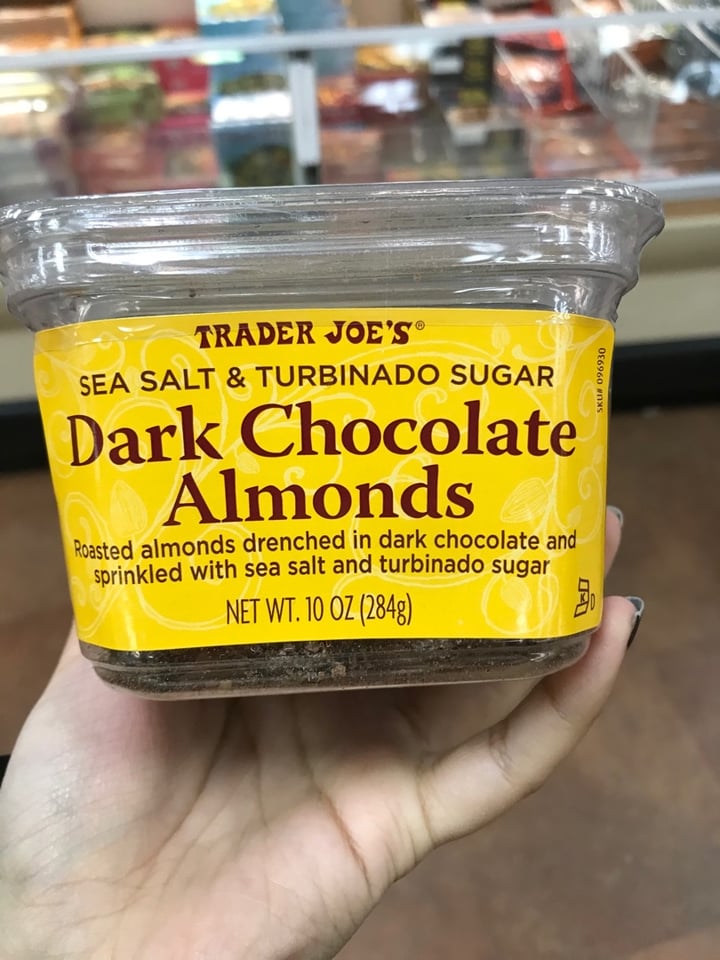 TRADER JOE'S®
SEA SALT & TURBINADO SUGAR
Dark Chocolate
Almonds
Roasted almonds drenched in dark chocolate and
sprinkled with sea salt and turbinado sugar
NET WT. 10 OZ (284g)
SKU# 096930
K D